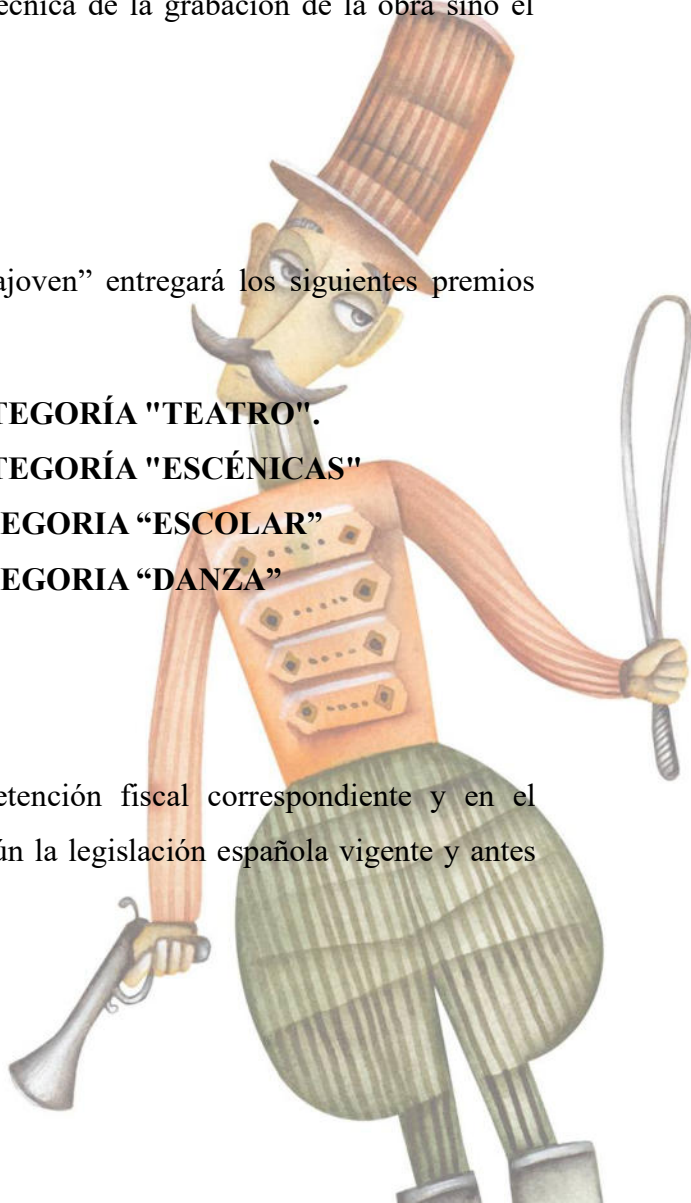 écnica de la grabación de la obra sino el
ajoven” entregará los siguientes premios
TEGORÍA "TEATRO".
TEGORÍA "ESCÉNICAS"
EGORIA “ESCOLAR”
EGORIA “DANZA”
etención fiscal correspondiente y en el
ún la legislación española vigente y antes